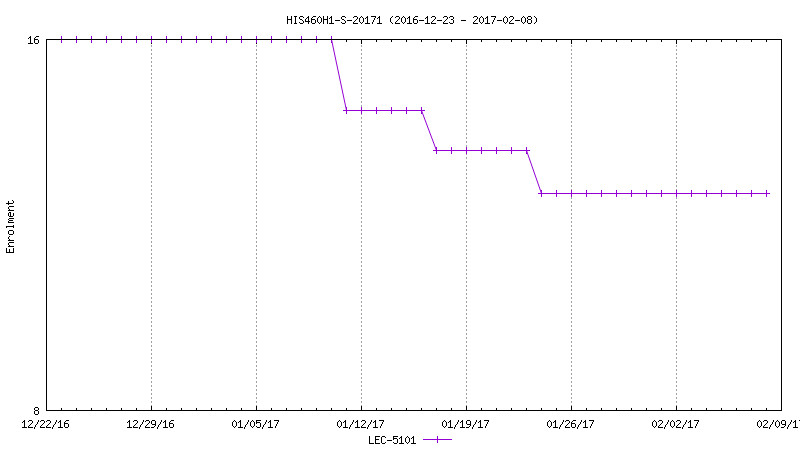 HIS460H1-S-20171 (2016-12-23 - 2017-02-08)
16
Enrolment
8
12/22/16 12/29/16 01/05/17 01/12/17 01/19/17 01/26/17 02/02/17 02/09/1
LEC-5101